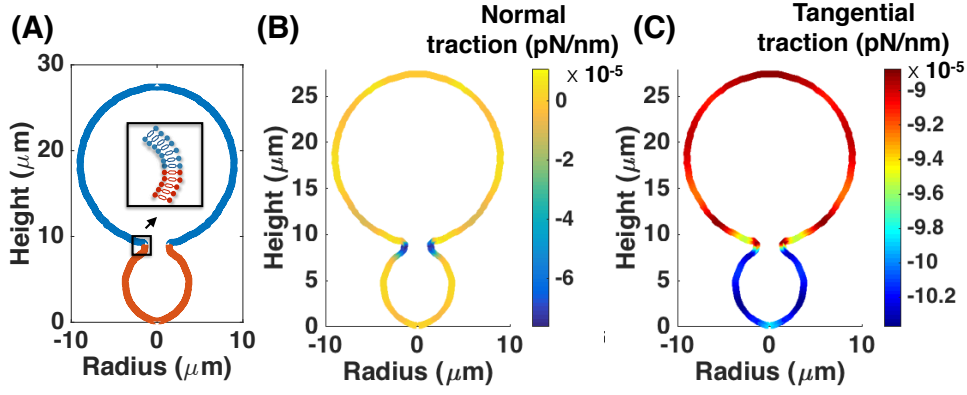 (A)
30
20
10
0
-10
0
10
Height (μm)
Radius (μm)
(B)
Normal
traction (pN/nm)
x 10⁻⁵
0
-2
-4
-6
25
20
15
10
5
0
-10
0
10
Height (μm)
Radius (μm)
(C)
Tangential
traction (pN/nm)
x 10⁻⁵
-9
-9.2
-9.4
-9.6
-9.8
-10
-10.2
25
20
15
10
5
0
-10
0
10
Height (μm)
Radius (μm)